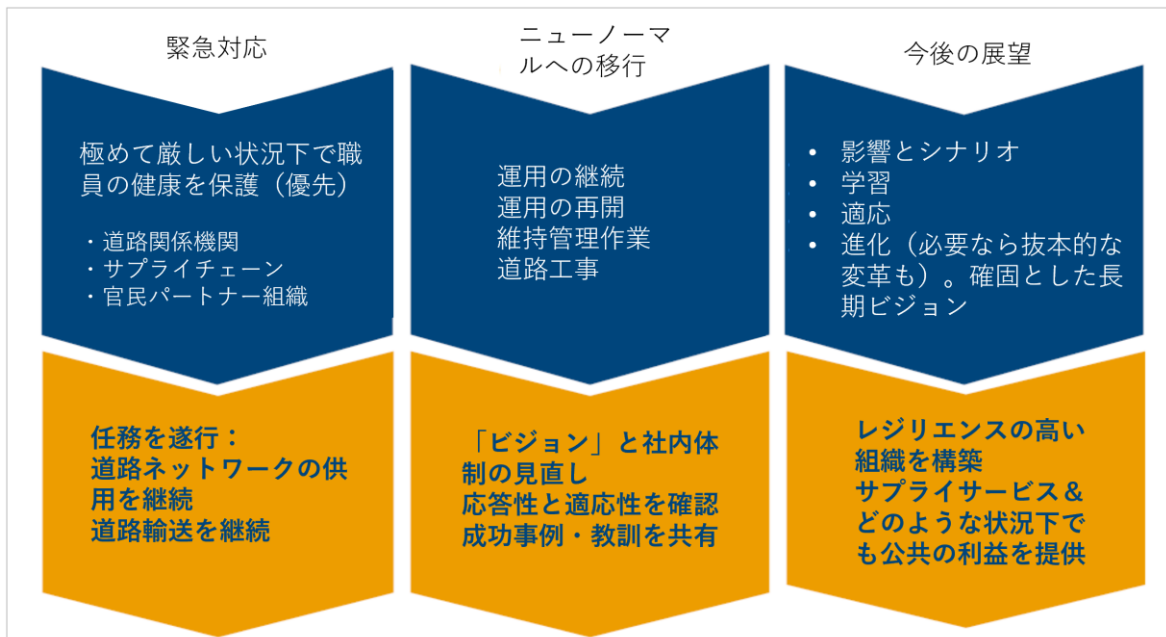 緊急対応
極めて厳しい状況下で職
員の健康を保護（優先）
・道路関係機関
・サプライチェーン
・官民パートナー組織
任務を遂行：
道路ネットワークの供
用を継続
道路輸送を継続
ニューノーマ
ルへの移行
運用の継続
運用の再開
維持管理作業
道路工事
「ビジョン」と社内体
制の見直し
応答性と適応性を確認
成功事例・教訓を共有
今後の展望
• 影響とシナリオ
• 学習
• 適応
• 進化（必要なら抜本的な
変革も）。確固とした長
期ビジョン
レジリエンスの高い
組織を構築
サプライサービス＆
どのような状況下で
も公共の利益を提供